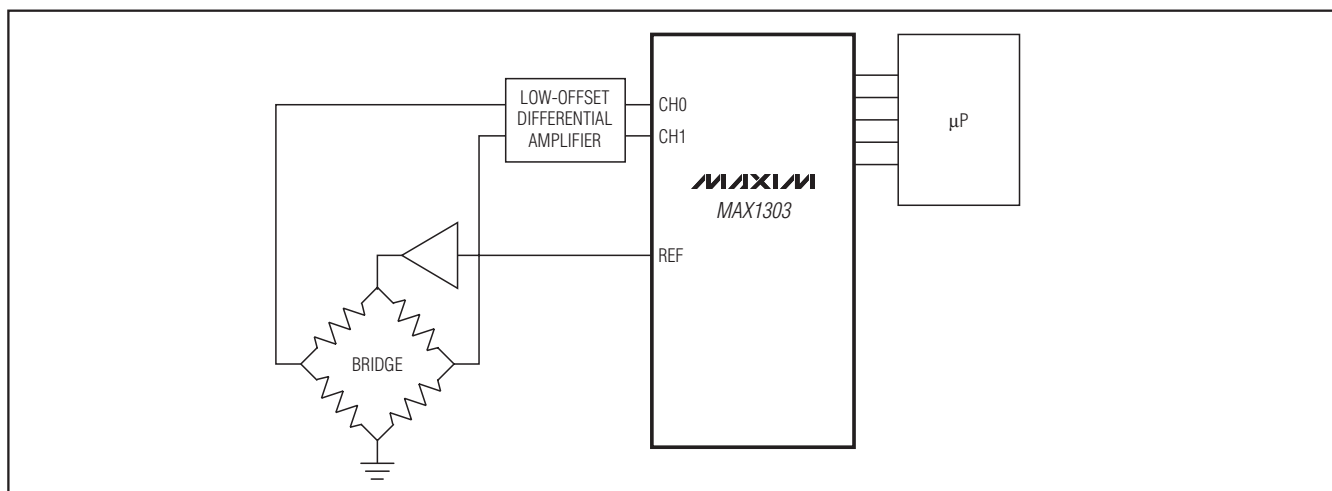 LOW-OFFSET
DIFFERENTIAL
AMPLIFIER
CH0
CH1
REF
MAXIM
MAX1303
μP
BRIDGE